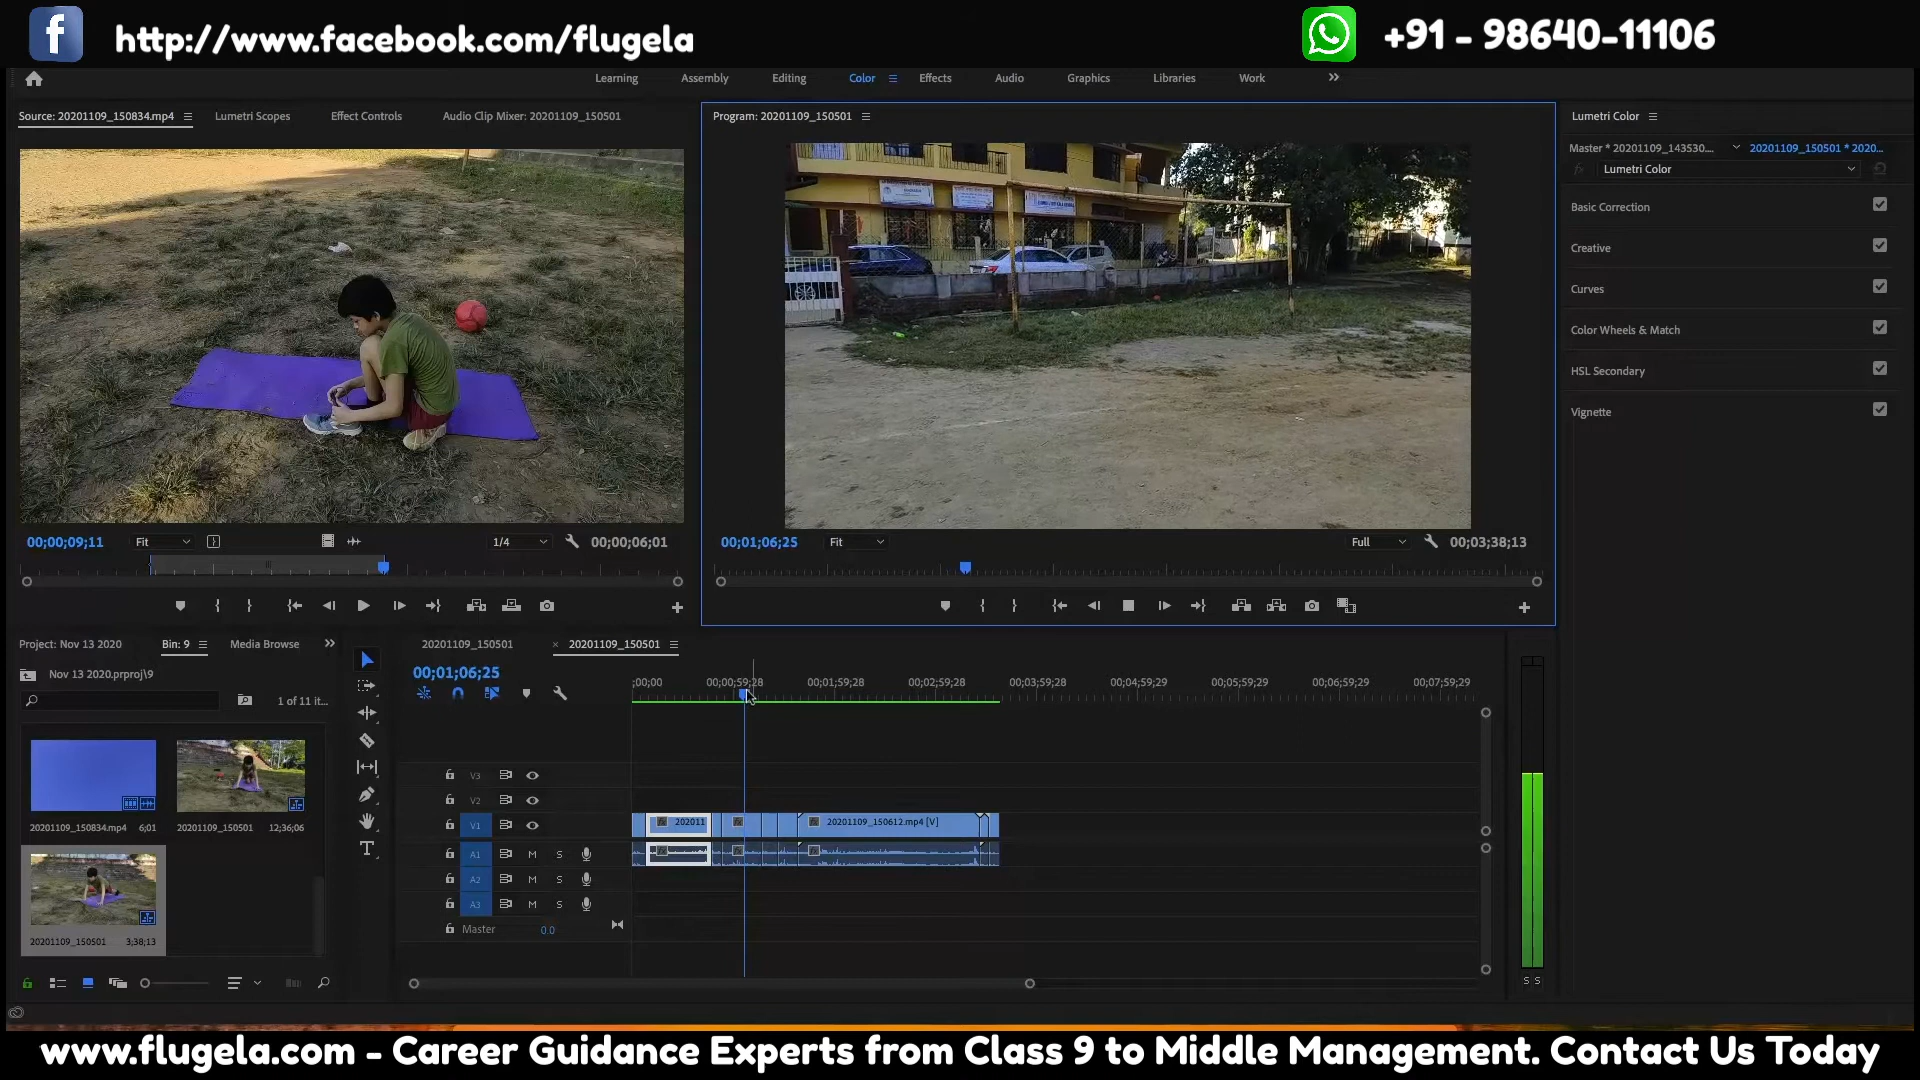 http://www.facebook.com/flugela
+91 - 98640-11106
Learning Assembly Editing Color Effects Audio Graphics Libraries Work
Source: 20201109_150834.mp4 Lumetri Scopes Effect Controls Audio Clip Mixer: 20201109_150501
Program: 20201109_150501
Lumetri Color
Master * 20201109_143530.... 20201109_150501 * 2020...
fx Lumetri Color
Basic Correction
Creative
Curves
Color Wheels & Match
HSL Secondary
Vignette
00;00;09;11 Fit 1/4 00;00;06;01
00;01;06;25 Fit Full 00;03;38;13
Project: Nov 13 2020 Bin: 9 Media Browse
Nov 13 2020.prproj\9
1 of 11 it...
20201109_150834.mp4 6;01
20201109_150501 12;36;06
20201109_150501 3;38;13
20201109_150501 × 20201109_150501
00;01;06;25
;00;00 00;00;59;28 00;01;59;28 00;02;59;28 00;03;59;29 00;04;59;29 00;05;59;29 00;06;59;29 00;07;59;29
V3
V2
V1
fx 202011 fx fx 20201109_150612.mp4 [V]
A1 M S
A2 M S
A3 M S
Master 0.0
S S
www.flugela.com - Career Guidance Experts from Class 9 to Middle Management. Contact Us Today